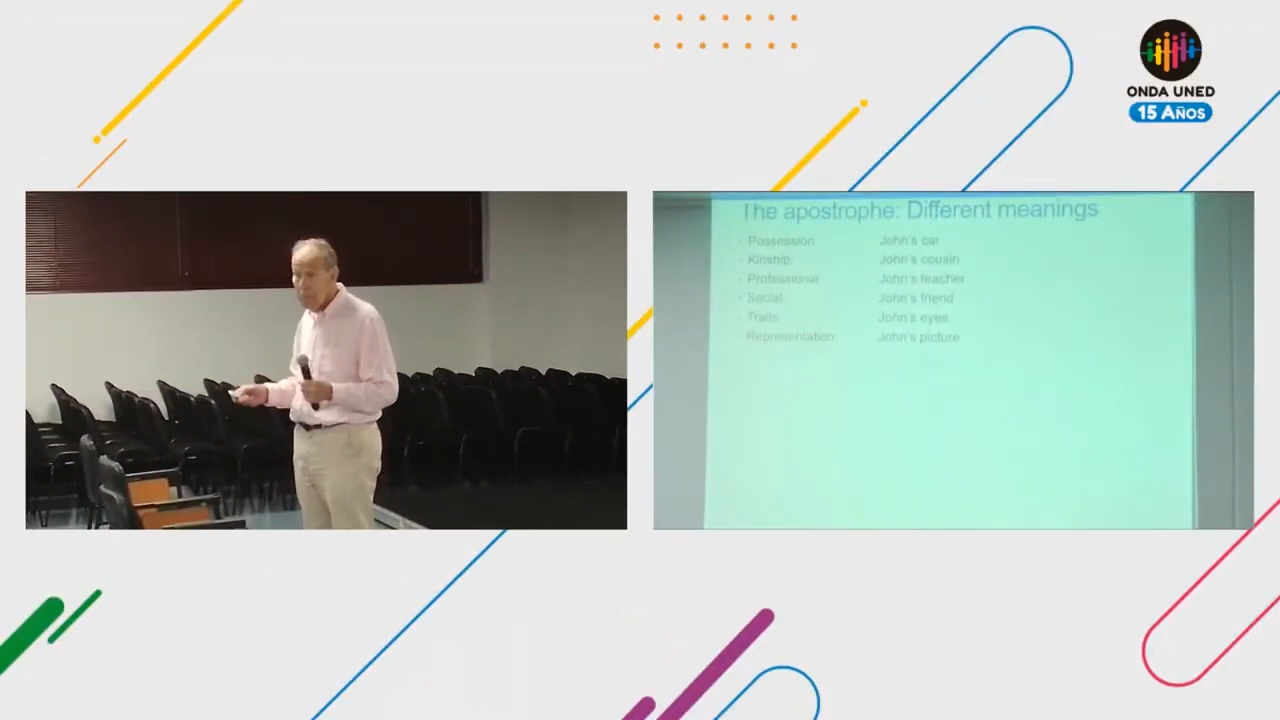 ONDA UNED
15 AÑOS
The apostrophe: Different meanings
- Possession: John's car
- Kinship: John's cousin
- Professional: John's teacher
- Social: John's friend
- Traits: John's eyes
- Representation: John's picture